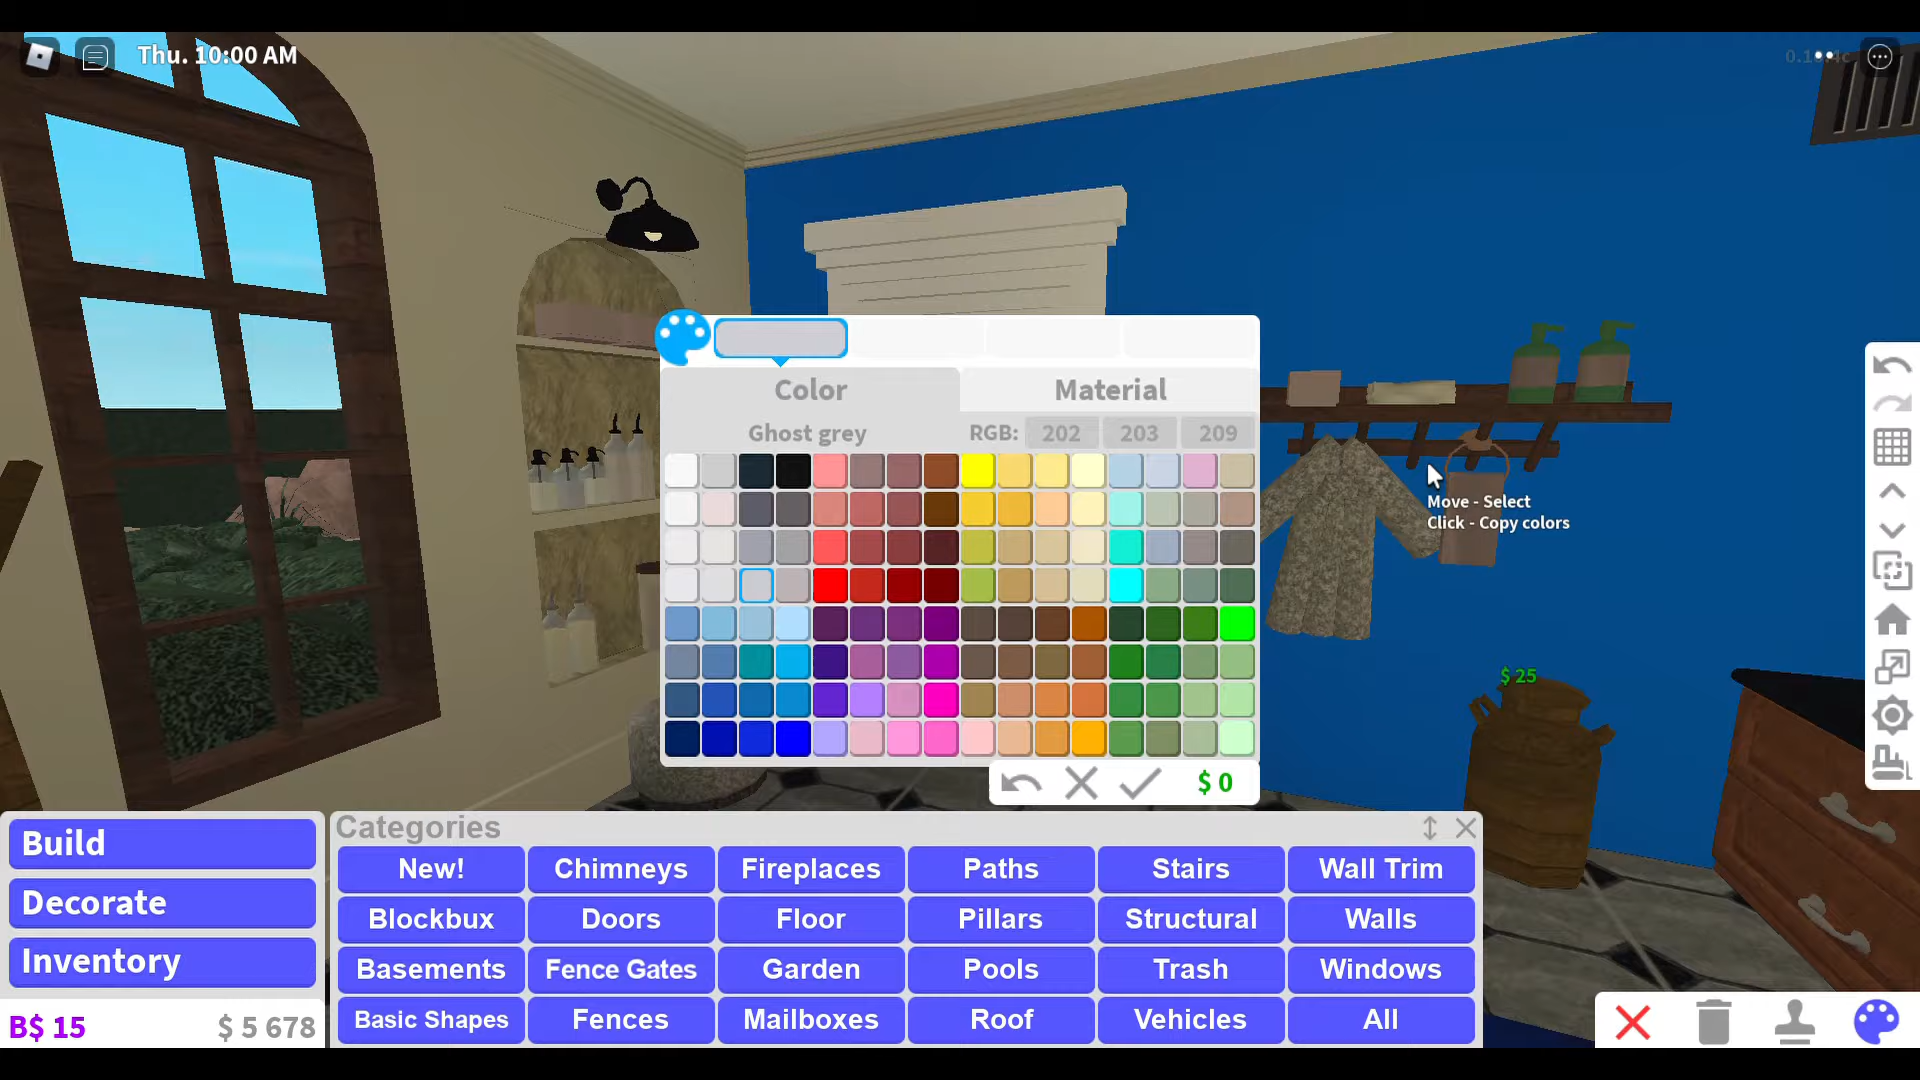 Thu. 10:00 AM
Color
Material
Ghost grey
RGB: 202 203 209
Move - Select
Click - Copy colors
$ 25
$ 0
Build
Decorate
Inventory
B$ 15
$ 5 678
Categories
New!
Chimneys
Fireplaces
Paths
Stairs
Wall Trim
Blockbux
Doors
Floor
Pillars
Structural
Walls
Basements
Fence Gates
Garden
Pools
Trash
Windows
Basic Shapes
Fences
Mailboxes
Roof
Vehicles
All